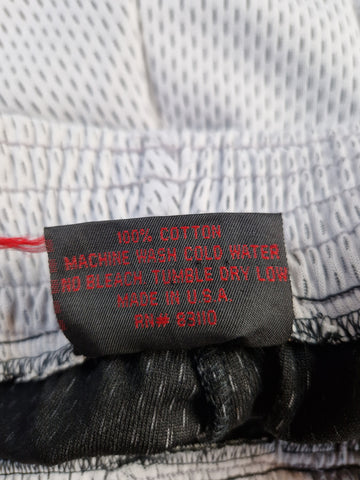 100% COTTON
MACHINE WASH COLD WATER
NO BLEACH. TUMBLE DRY LOW
MADE IN U.S.A.
RN# 83110